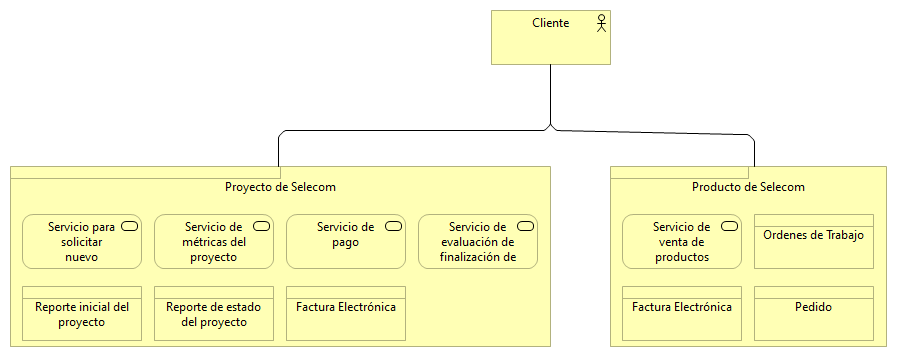 Cliente
Proyecto de Selecom
Servicio para
solicitar
nuevo
Servicio de
métricas del
proyecto
Servicio de
pago
Servicio de
evaluación de
finalización de
Reporte inicial del
proyecto
Reporte de estado
del proyecto
Factura Electrónica
Producto de Selecom
Servicio de
venta de
productos
Ordenes de Trabajo
Factura Electrónica
Pedido